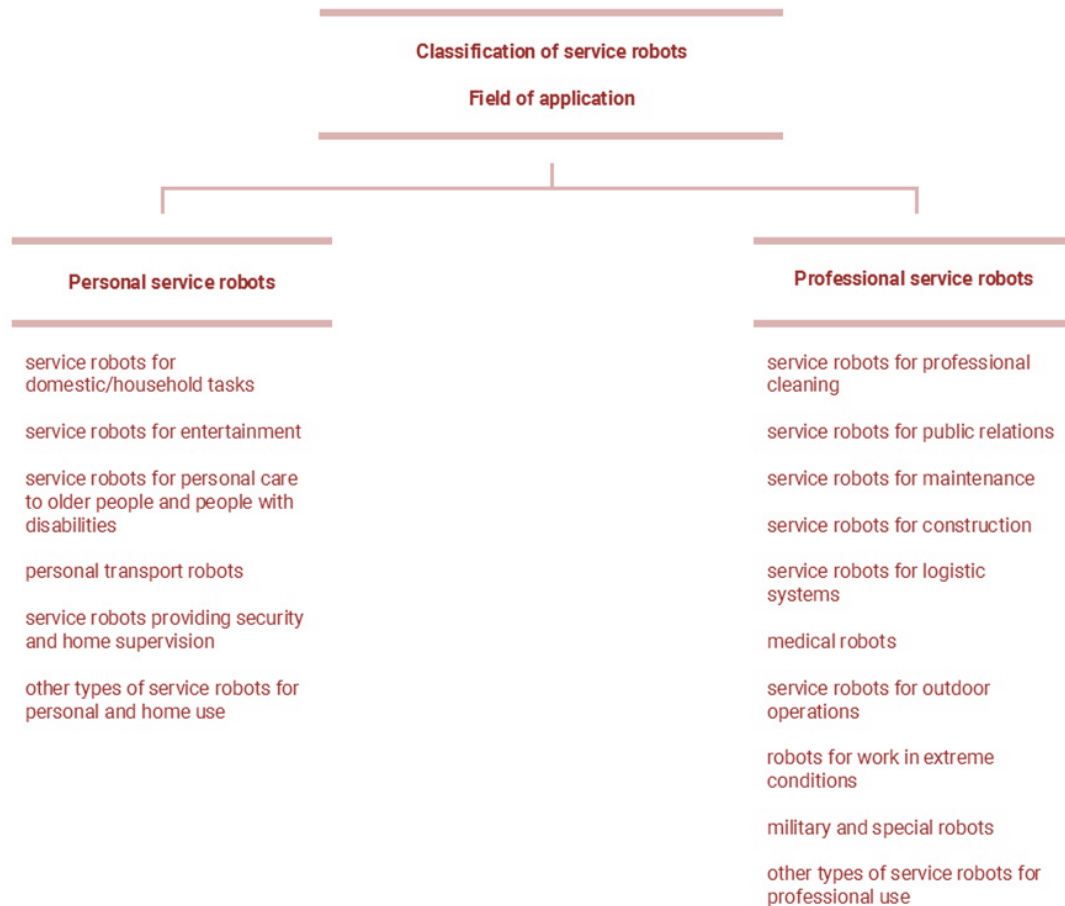 Classification of service robots
Field of application
Personal service robots
service robots for
domestic/household tasks
service robots for entertainment
service robots for personal care
to older people and people with
disabilities
personal transport robots
service robots providing security
and home supervision
other types of service robots for
personal and home use
Professional service robots
service robots for professional
cleaning
service robots for public relations
service robots for maintenance
service robots for construction
service robots for logistic
systems
medical robots
service robots for outdoor
operations
robots for work in extreme
conditions
military and special robots
other types of service robots for
professional use